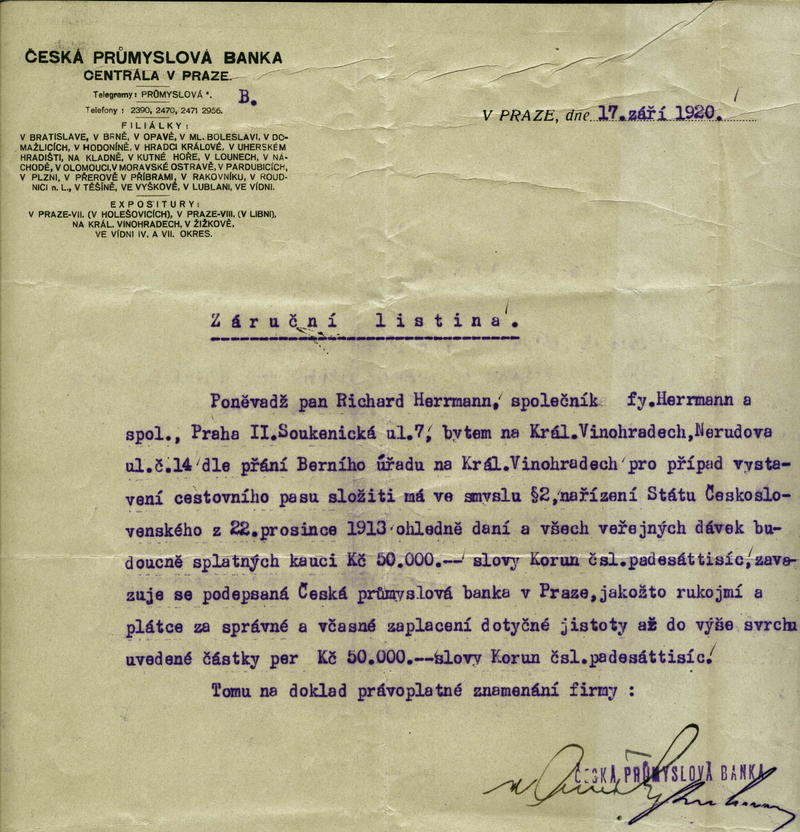 ČESKÁ PRŮMYSLOVÁ BANKA
CENTRÁLA V PRAZE.
Telegramy: PRŮMYSLOVÁ".
B.
Telefony : 2390, 2470, 2471 2956.
FILIÁLKY:
V BRATISLAVE, V BRNĚ, V OPAVĚ, V ML. BOLESLAVI, V DO-
MAŽLICÍCH, V HODONÍNĚ, V HRADCI KRÁLOVÉ, V UHERSKÉM
HRADIŠTI, NA KLADNĚ, V KUTNÉ HOŘE, V LOUNECH, V NÁ-
CHODĚ, V OLOMOUCI, V MORAVSKÉ OSTRAVĚ, V PARDUBICÍCH,
V PLZNI, V PŘEROVĚ V PŘÍBRAMI, V RAKOVNÍKU, V ROUD-
NICI n. L., V TĚŠÍNĚ, VE VYŠKOVĚ, V LUBLANI, VE VÍDNI.
EXPOSITURY:
V PRAZE-VII. (V HOLEŠOVICÍCH), V PRAZE-VIII. (V LIBNI),
NA KRÁL. VINOHRADECH, V ŽIŽKOVĚ.
VE VÍDNI IV. A VII. OKRES.
V PRAZE, dne 17.září 1920.
Záruční listina.
Poněvadž pan Richard Herrmann, společník fy.Herrmann a
spol., Praha II.Soukenická ul.7, bytem na Král.Vinohradech,Nerudova
ul.č.14 dle přání Berního úřadu na Král.Vinohradech pro případ vysta-
vení cestovního pasu složiti má ve smyslu §2,nařízení Státu Českoslo-
venského z 22.prosince 1913 ohledně daní a všech veřejných dávek bu-
doucně splatných kauci Kč 50.000.-- slovy Korun čsl.padesáttisíc,zava-
zuje se podepsaná Česká průmyslová banka v Praze,jakožto rukojmí a
plátce za správné a včasné zaplacení dotyčné jistoty až do výše svrchu
uvedené částky per Kč 50.000.--slovy Korun čsl.padesáttisíc.
Tomu na doklad právoplatné znamenání firmy :
ČESKÁ PRŮMYSLOVÁ BANKA